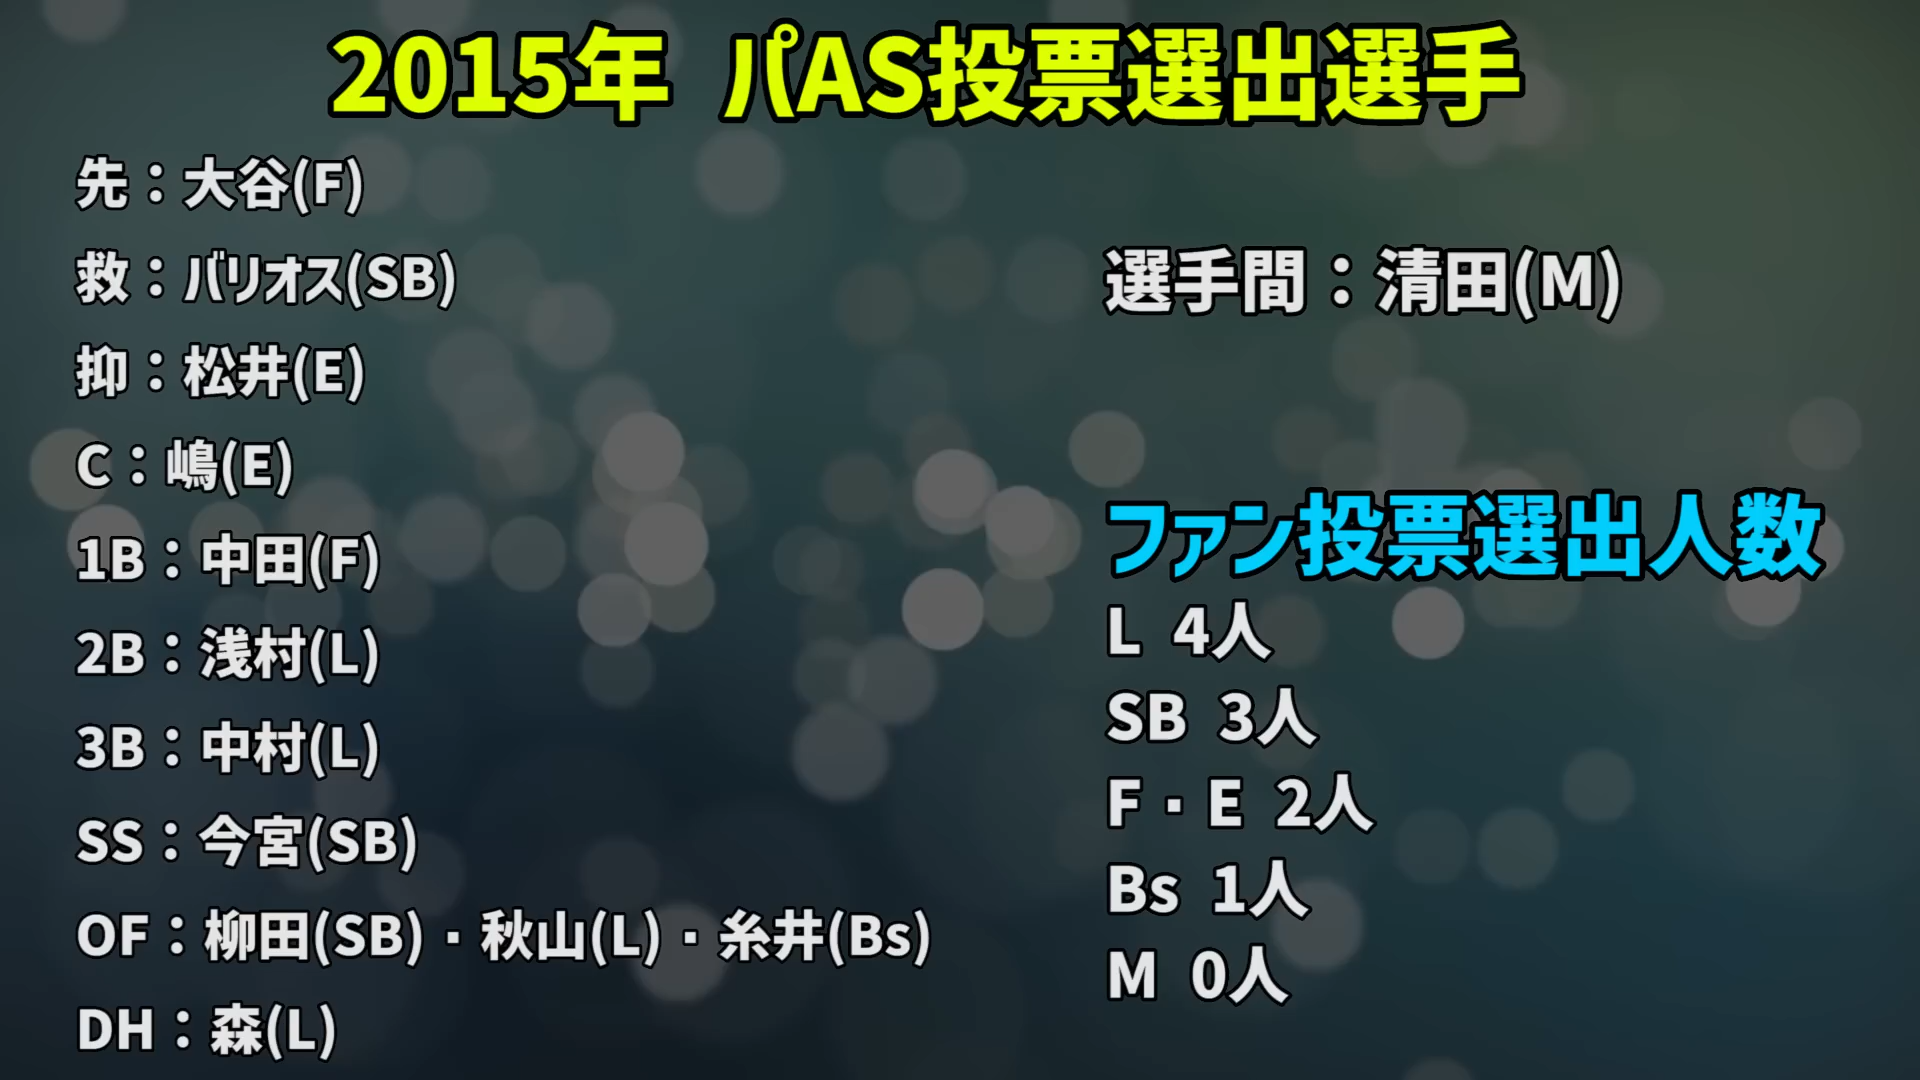 2015年 パAS投票選出選手
先：大谷(F)
救：バリオス(SB)
抑：松井(E)
C：嶋(E)
1B：中田(F)
2B：浅村(L)
3B：中村(L)
SS：今宮(SB)
OF：柳田(SB)・秋山(L)・糸井(Bs)
DH：森(L)
選手間：清田(M)
ファン投票選出人数
L 4人
SB 3人
F・E 2人
Bs 1人
M 0人